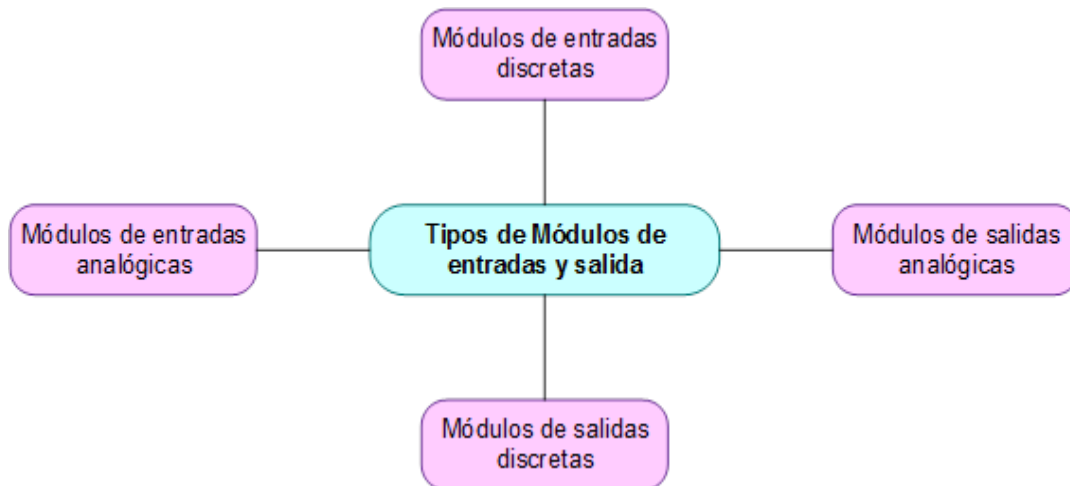 Módulos de entradas
discretas
Módulos de entradas
analógicas
Tipos de Módulos de
entradas y salida
Módulos de salidas
analógicas
Módulos de salidas
discretas